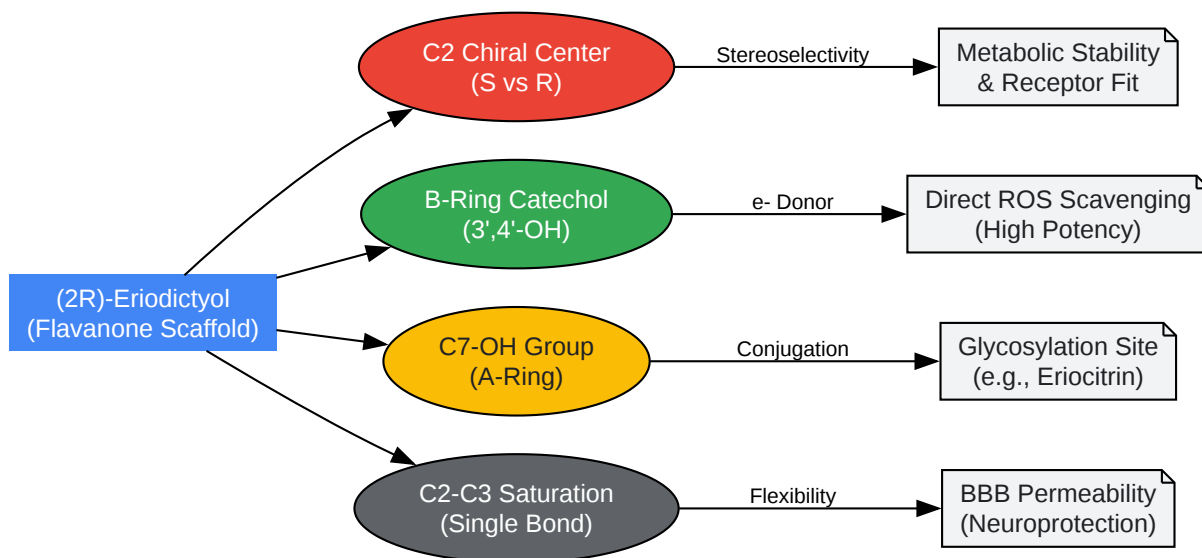 C2 Chiral Center
(S vs R)
Stereoselectivity
Metabolic Stability
& Receptor Fit
B-Ring Catechol
(3',4'-OH)
e- Donor
Direct ROS Scavenging
(High Potency)
(2R)-Eriodictyol
(Flavanone Scaffold)
C7-OH Group
(A-Ring)
Conjugation
Glycosylation Site
(e.g., Eriocitrin)
C2-C3 Saturation
(Single Bond)
Flexibility
BBB Permeability
(Neuroprotection)